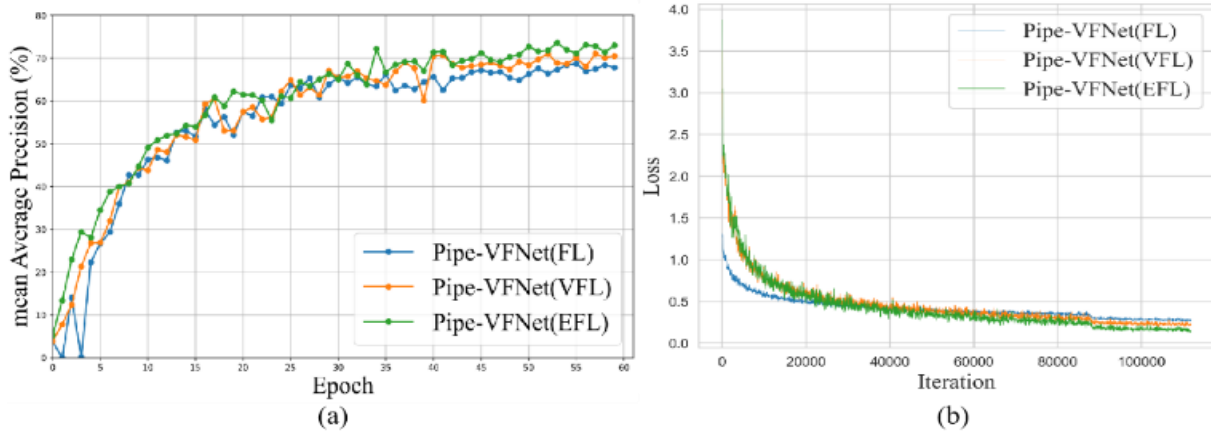 80
70
60
50
40
30
20
10
0
mean Average Precision (%)
0 5 10 15 20 25 30 35 40 45 50 55 60
Epoch
Pipe-VFNet(FL)
Pipe-VFNet(VFL)
Pipe-VFNet(EFL)
(a)
4.0
3.5
3.0
2.5
2.0
1.5
1.0
0.5
0.0
Loss
0 20000 40000 60000 80000 100000
Iteration
Pipe-VFNet(FL)
Pipe-VFNet(VFL)
Pipe-VFNet(EFL)
(b)